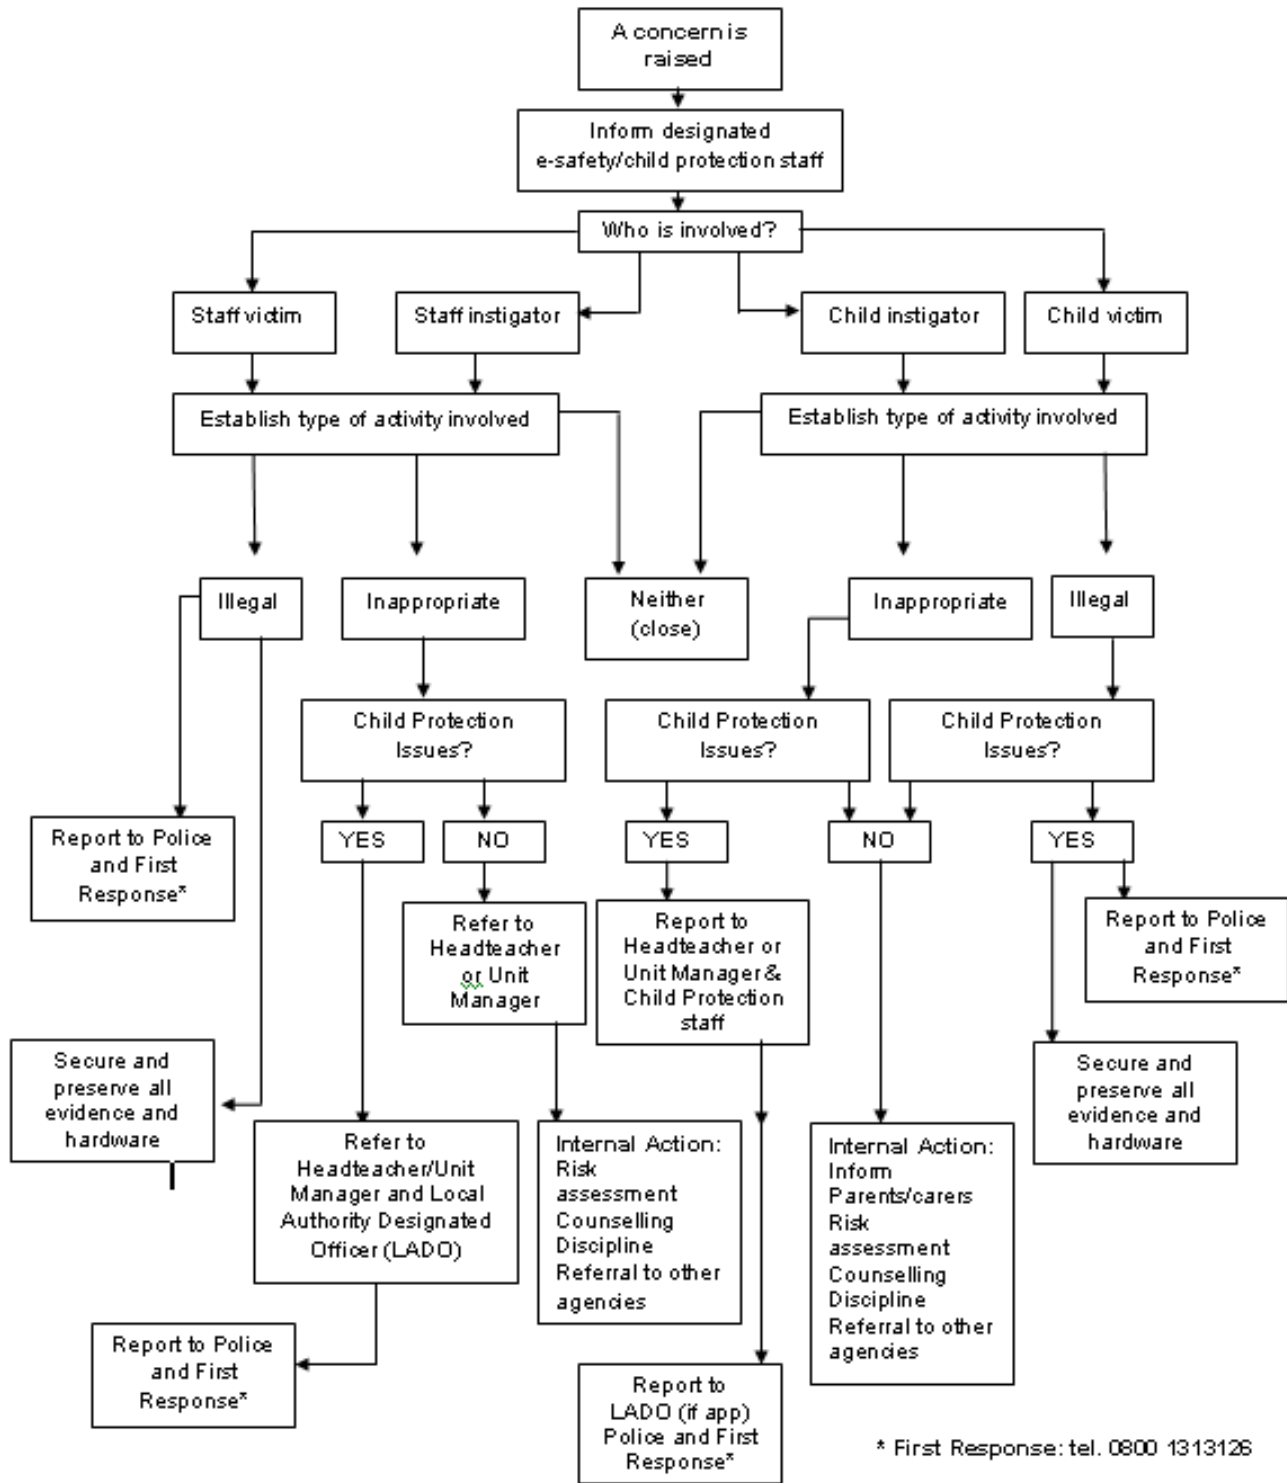 A concern is
raised
Inform designated
e-safety/child protection staff
Who is involved?
Staff victim
Staff instigator
Child instigator
Child victim
Establish type of activity involved
Establish type of activity involved
Illegal
Inappropriate
Neither
(close)
Inappropriate
Illegal
Child Protection
Issues?
Child Protection
Issues?
Child Protection
Issues?
Report to Police
and First
Response*
YES
NO
YES
NO
YES
Refer to
Headteacher
or Unit
Manager
Report to
Headteacher or
Unit Manager &
Child Protection
staff
Report to Police
and First
Response*
Secure and
preserve all
evidence and
hardware
Secure and
preserve all
evidence and
hardware
Refer to
Headteacher/Unit
Manager and Local
Authority Designated
Officer (LADO)
Internal Action:
Risk
assessment
Counselling
Discipline
Referral to other
agencies
Internal Action:
Inform
Parents/carers
Risk
assessment
Counselling
Discipline
Referral to other
agencies
Report to Police
and First
Response*
Report to
LADO (if app)
Police and First
Response*
* First Response: tel. 0800 1313126